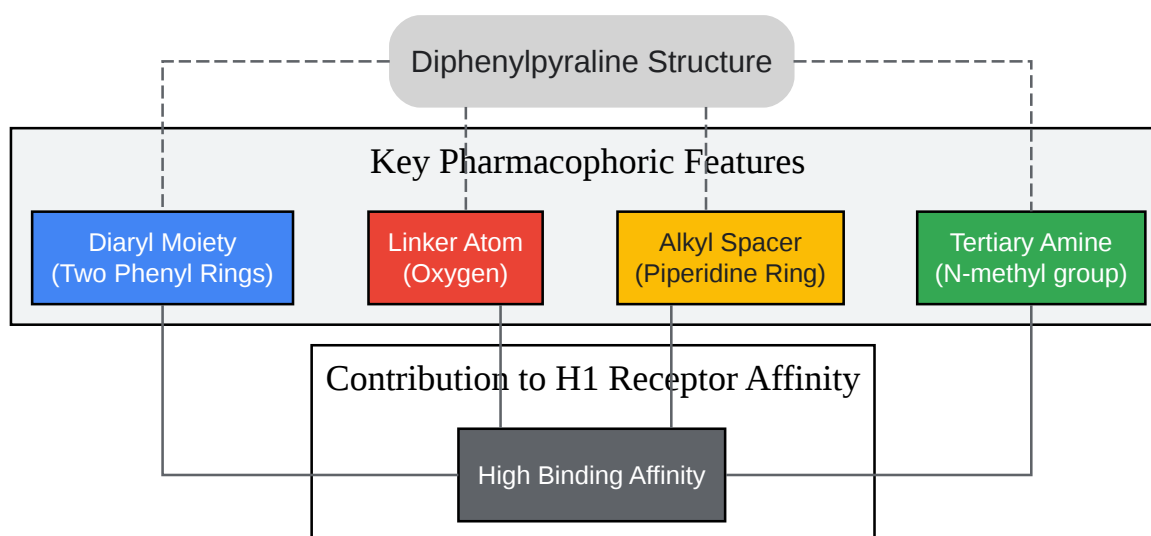 Diphenylpyraline Structure
Key Pharmacophoric Features
Diaryl Moiety
(Two Phenyl Rings)
Linker Atom
(Oxygen)
Alkyl Spacer
(Piperidine Ring)
Tertiary Amine
(N-methyl group)
Contribution to H1 Receptor Affinity
High Binding Affinity